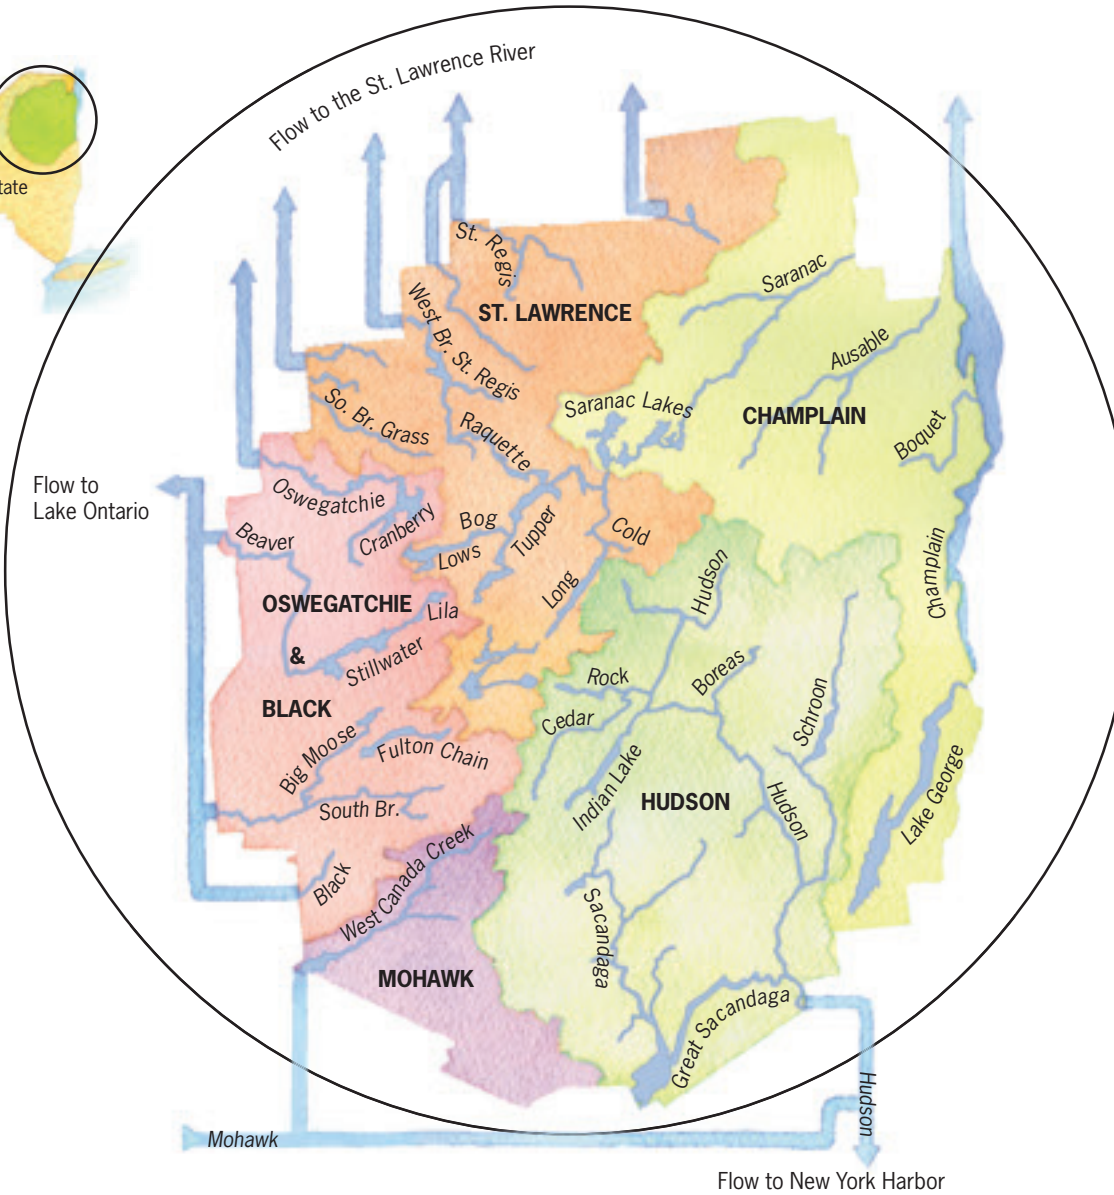 Flow to the St. Lawrence River
tate
St. Regis
West Br. St. Regis
ST. LAWRENCE
Saranac
Ausable
So. Br. Grass
Raquette
Saranac Lakes
CHAMPLAIN
Boquet
Flow to
Lake Ontario
Oswegatchie
Cranberry
Beaver
Bog
Lows
Tupper
Cold
Long
Hudson
Champlain
OSWEGATCHIE
&
BLACK
Lila
Stillwater
Rock
Boreas
Cedar
Schroon
Big Moose
Fulton Chain
Indian Lake
HUDSON
Hudson
Lake George
South Br.
Black
West Canada Creek
Sacandaga
MOHAWK
Great Sacandaga
Mohawk
Hudson
Flow to New York Harbor